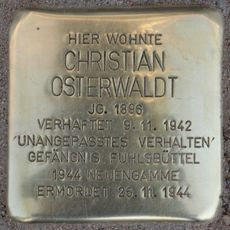 HIER WOHNTE
CHRISTIAN
OSTERWALDT
JG. 1896
VERHAFTET 9.11.1942
'UNANGEPASSTES VERHALTEN'
GEFÄNGNIS FUHLSBÜTTEL
1944 NEUENGAMME
ERMORDET 25.11.1944